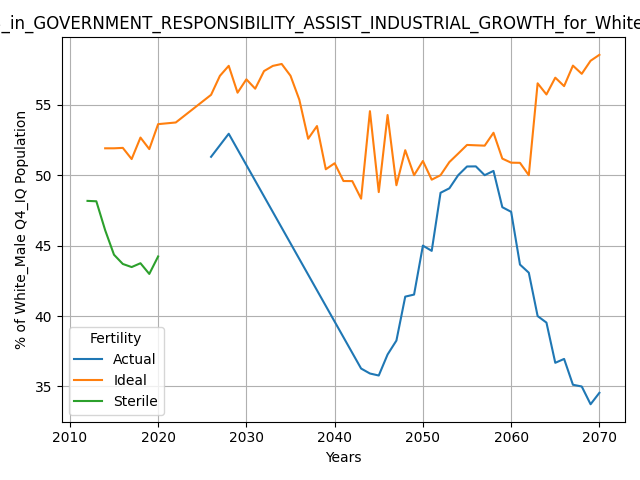 _in_GOVERNMENT_RESPONSIBILITY_ASSIST_INDUSTRIAL_GROWTH_for_White
% of White_Male Q4_IQ Population
55
50
45
40
35
Fertility
Actual
Ideal
Sterile
2010 2020 2030 2040 2050 2060 2070
Years